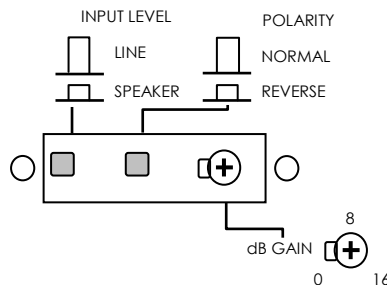 INPUT LEVEL
LINE
SPEAKER
POLARITY
NORMAL
REVERSE
dB GAIN
8
0
16